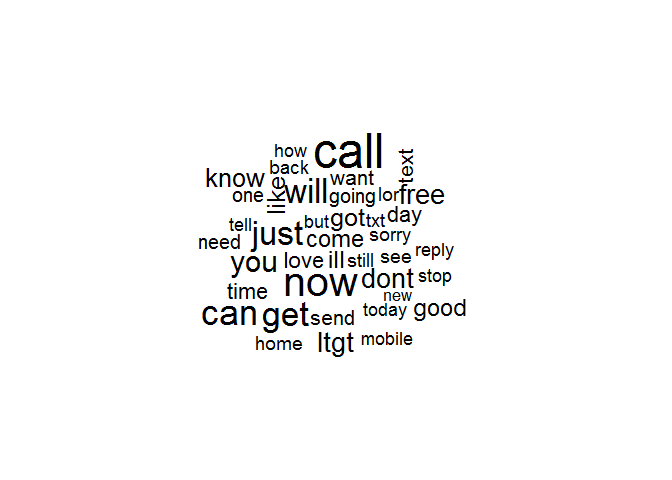 how call
back text
know want
one like will going lor free
tell but got txt day
need just come sorry
you love ill still see reply
time now dont stop
new
can get send today good
home ltgt mobile